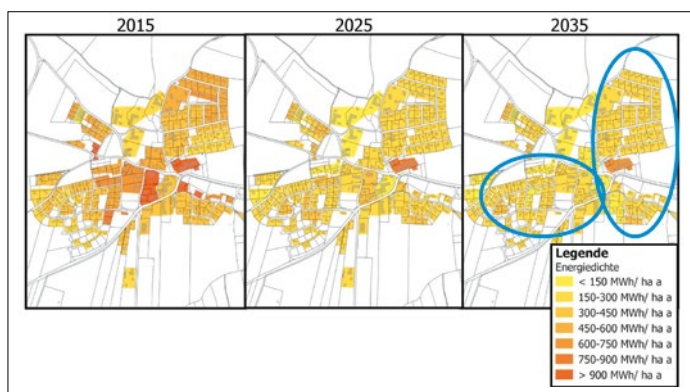 2015
2025
2035
Legende
Energiedichte
< 150 MWh/ ha a
150-300 MWh/ ha a
300-450 MWh/ ha a
450-600 MWh/ ha a
600-750 MWh/ ha a
750-900 MWh/ ha a
> 900 MWh/ ha a